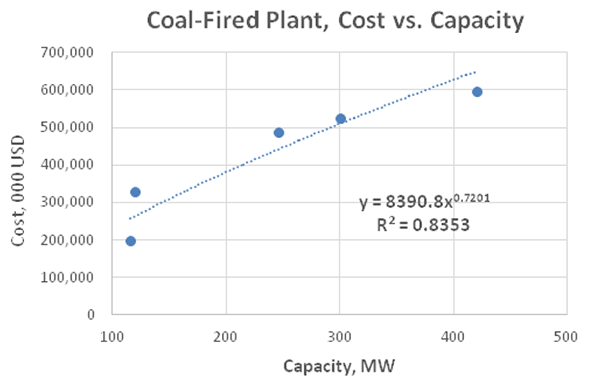 Coal-Fired Plant, Cost vs. Capacity
700,000
600,000
500,000
400,000
300,000
200,000
100,000
0
Cost, 000 USD
y = 8390.8x^0.7201
R² = 0.8353
100 200 300 400 500
Capacity, MW